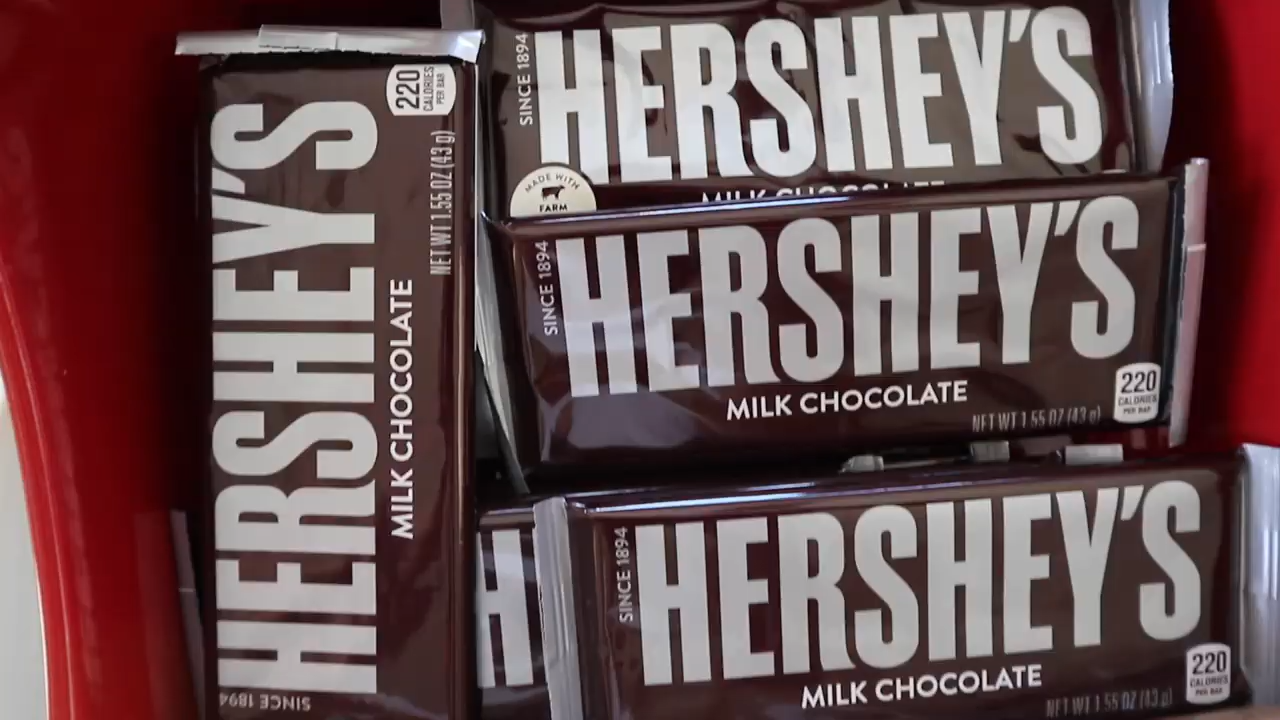 HERSHEY'S
SINCE 1894
MILK CHOCOLATE
NET WT 1.55 OZ (43 g)
220
CALORIES
PER BAR
SINCE 1894
HERSHEY'S
MILK CHOCOLATE
MADE WITH
FARM
SINCE 1894
HERSHEY'S
MILK CHOCOLATE
NET WT 1.55 OZ (43 g)
220
CALORIES
PER BAR
H
SINCE 1894
HERSHEY'S
MILK CHOCOLATE
NET WT 1.55 OZ (43 g)
220
CALORIES
PER BAR